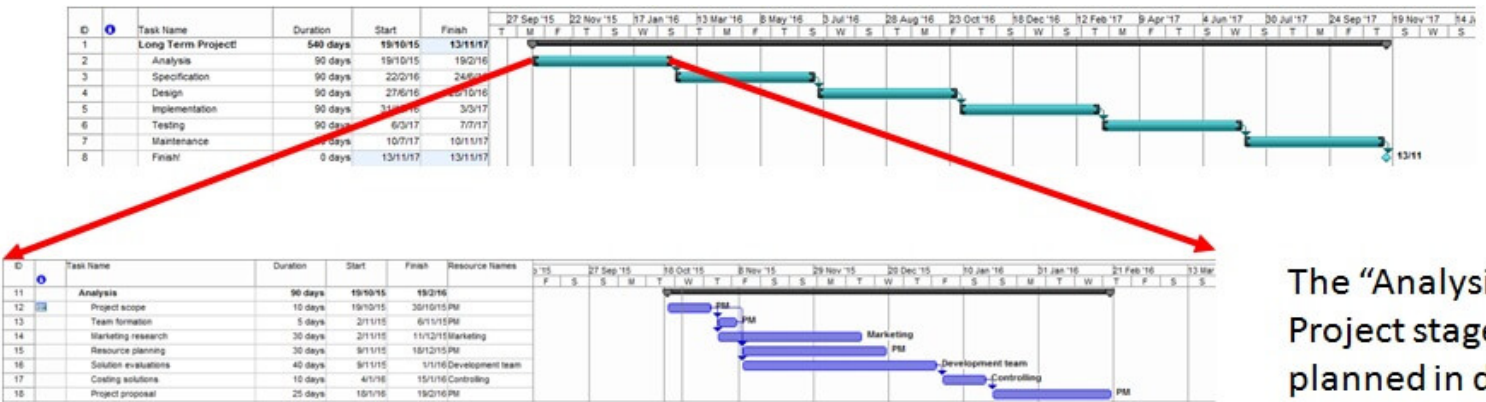 27 Sep '15 22 Nov '15 17 Jan '16 13 Mar '16 8 May '16 3 Jul '16 28 Aug '16 23 Oct '16 18 Dec '16 12 Feb '17 9 Apr '17 4 Jun '17 30 Jul '17 24 Sep '17 19 Nov '17 14 J
ID Task Name Duration Start Finish T M F T S W S T M F T S W S T M F T S W S T M F T S W S
1 Long Term Project! 540 days 19/10/15 13/11/17
2 Analysis 90 days 19/10/15 19/2/16
3 Specification 90 days 22/2/16
4 Design 90 days 27/6/16
5 Implementation 90 days 3/3/17
6 Testing 90 days 6/3/17 7/7/17
7 Maintenance days 10/7/17 10/11/17
8 Finish! 0 days 13/11/17 13/11/17 13/11
ID Task Name Duration Start Finish Resource Names '15 27 Sep '15 18 Oct '15 8 Nov '15 29 Nov '15 20 Dec '15 10 Jan '16 31 Jan '16 21 Feb '16 13 Mar
F S S M T W T F S S M T W T F S S M T W T F S S
11 Analysis 90 days 19/10/15 19/2/16
12 Project scope 10 days 19/10/15 30/10/15 PM PM
13 Team formation 5 days 2/11/15 6/11/15 PM PM
14 Marketing research 30 days 2/11/15 11/12/15 Marketing Marketing
15 Resource planning 30 days 9/11/15 18/12/15 PM PM
16 Solution evaluations 40 days 9/11/15 1/1/16 Development team Development team
17 Costing solutions 10 days 4/1/16 15/1/16 Controlling Controlling
18 Project proposal 25 days 18/1/16 19/2/16 PM PM
The “Analysi
Project stage
planned in d